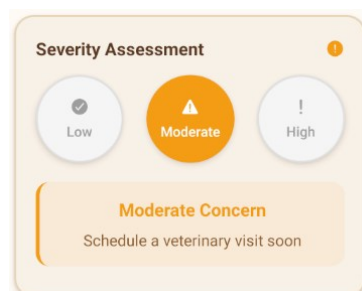 Severity Assessment
Low
Moderate
High
Moderate Concern
Schedule a veterinary visit soon